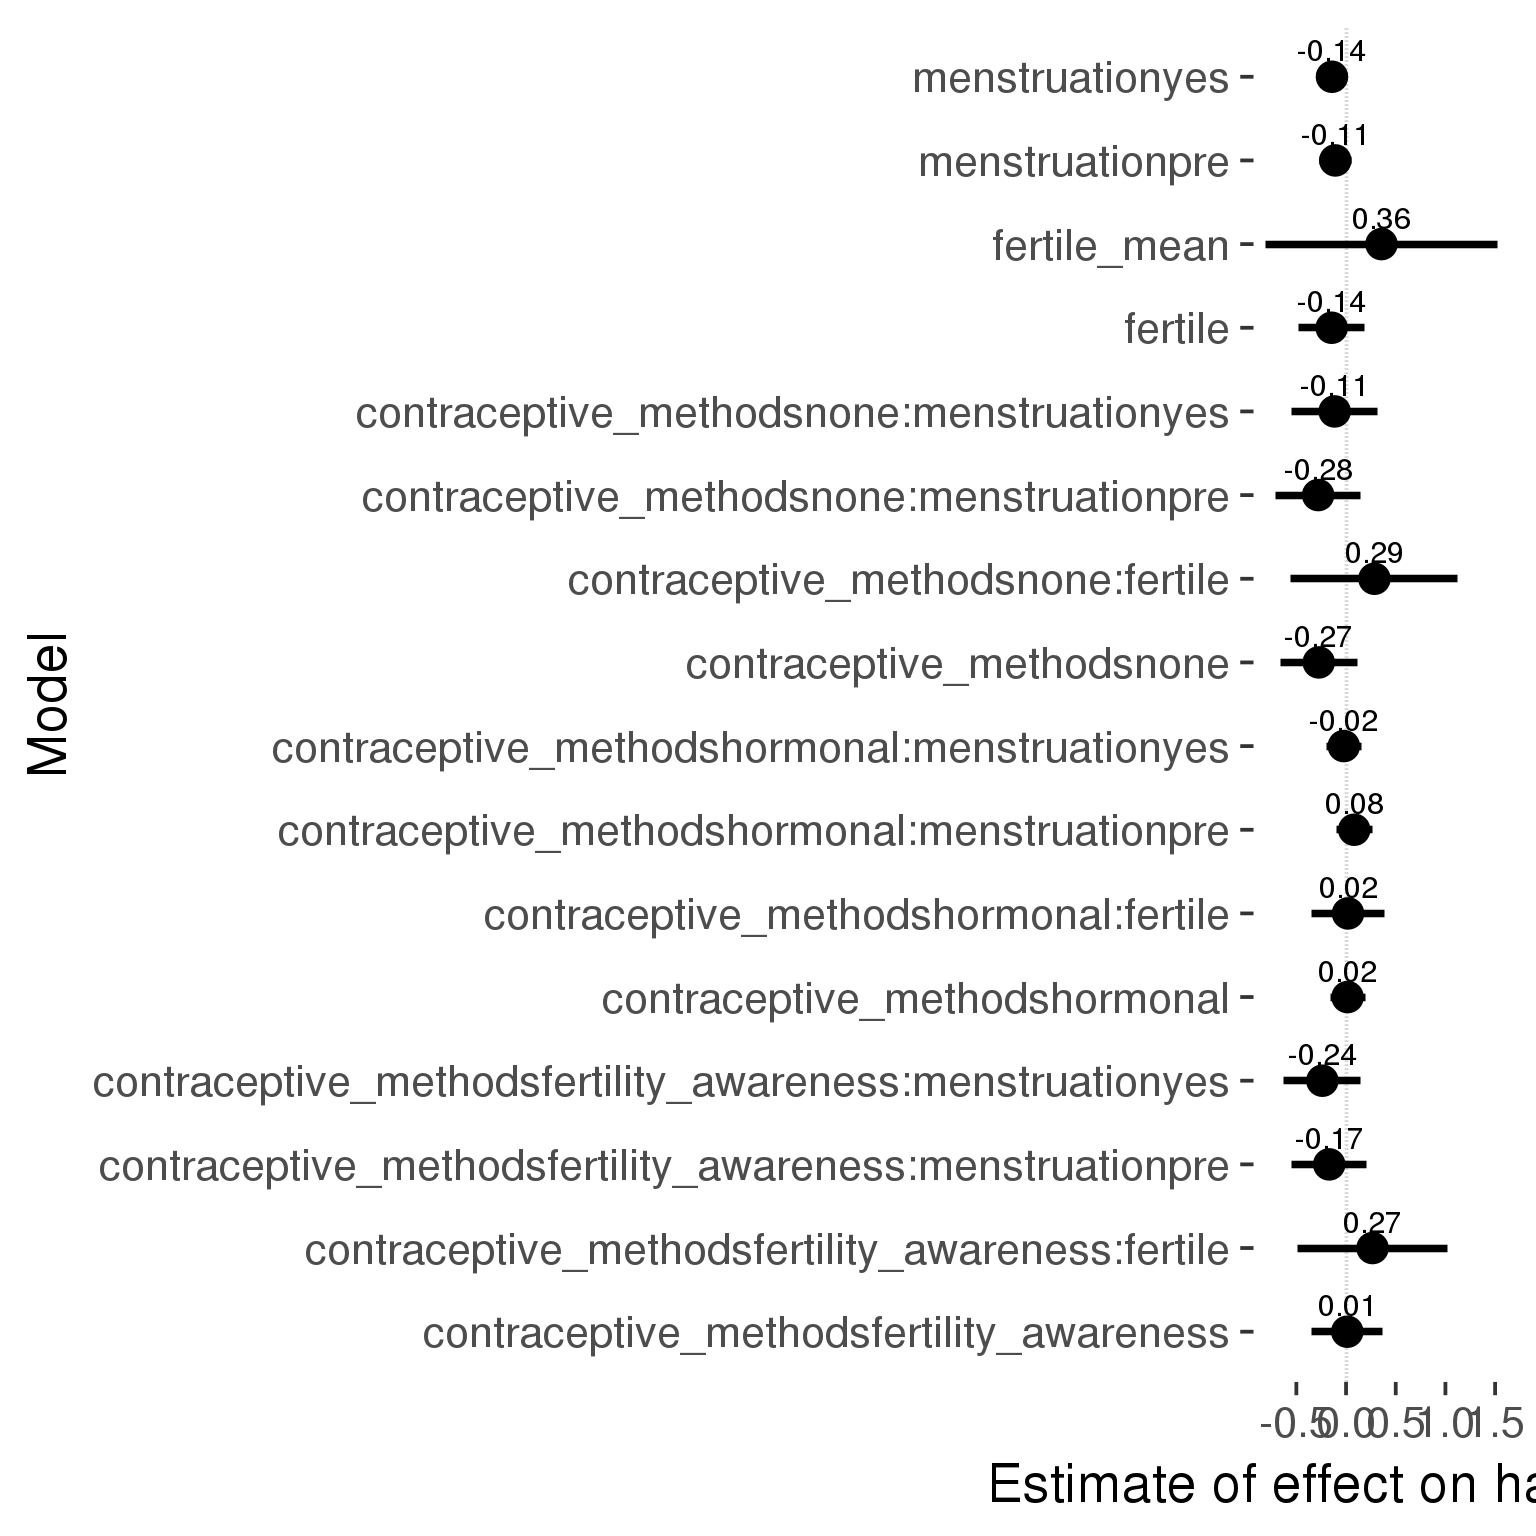 menstruationyes -0.14
menstruationpre -0.11
fertile_mean 0.36
fertile -0.14
contraceptive_methodsnone:menstruationyes -0.11
contraceptive_methodsnone:menstruationpre -0.28
contraceptive_methodsnone:fertile 0.29
contraceptive_methodsnone -0.27
contraceptive_methodshormonal:menstruationyes -0.02
contraceptive_methodshormonal:menstruationpre 0.08
contraceptive_methodshormonal:fertile 0.02
contraceptive_methodshormonal 0.02
contraceptive_methodsfertility_awareness:menstruationyes -0.24
contraceptive_methodsfertility_awareness:menstruationpre -0.17
contraceptive_methodsfertility_awareness:fertile 0.27
contraceptive_methodsfertility_awareness 0.01
Model
-0.5 0.0 0.5 1.0 1.5
Estimate of effect on ha